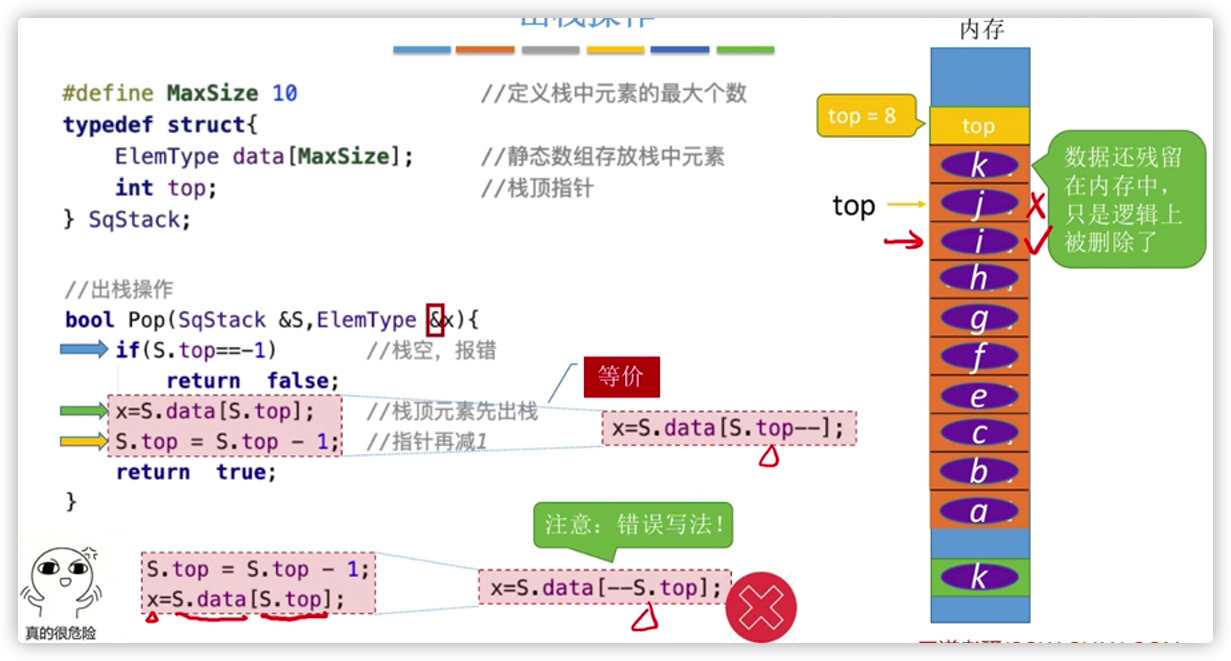 出栈操作
#define MaxSize 10 //定义栈中元素的最大个数
typedef struct{
ElemType data[MaxSize]; //静态数组存放栈中元素
int top; //栈顶指针
} SqStack;
//出栈操作
bool Pop(SqStack &S,ElemType &x){
if(S.top==-1) //栈空，报错
return false;
x=S.data[S.top]; //栈顶元素先出栈
S.top = S.top - 1; //指针再减1
return true;
}
等价
x=S.data[S.top--];
注意：错误写法！
S.top = S.top - 1;
x=S.data[S.top];
x=S.data[--S.top];
真的很危险
内存
top = 8
top
k
top
j
i
h
g
f
e
c
b
a
k
数据还残留
在内存中，
只是逻辑上
被删除了